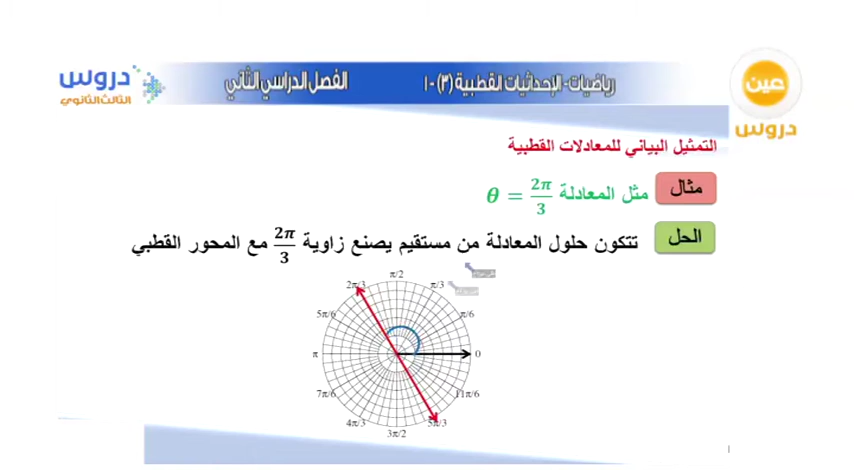 رياضيات - الإحداثيات القطبية (٣) - ١
الفصل الدراسي الثاني
دروس
الثالث الثانوي
عين
دروس
التمثيل البياني للمعادلات القطبية
مثال
مثل المعادلة θ = 2π/3
الحل
تتكون حلول المعادلة من مستقيم يصنع زاوية 2π/3 مع المحور القطبي
π/2
2π/3
π/3
5π/6
π/6
π
0
7π/6
11π/6
4π/3
5π/3
3π/2